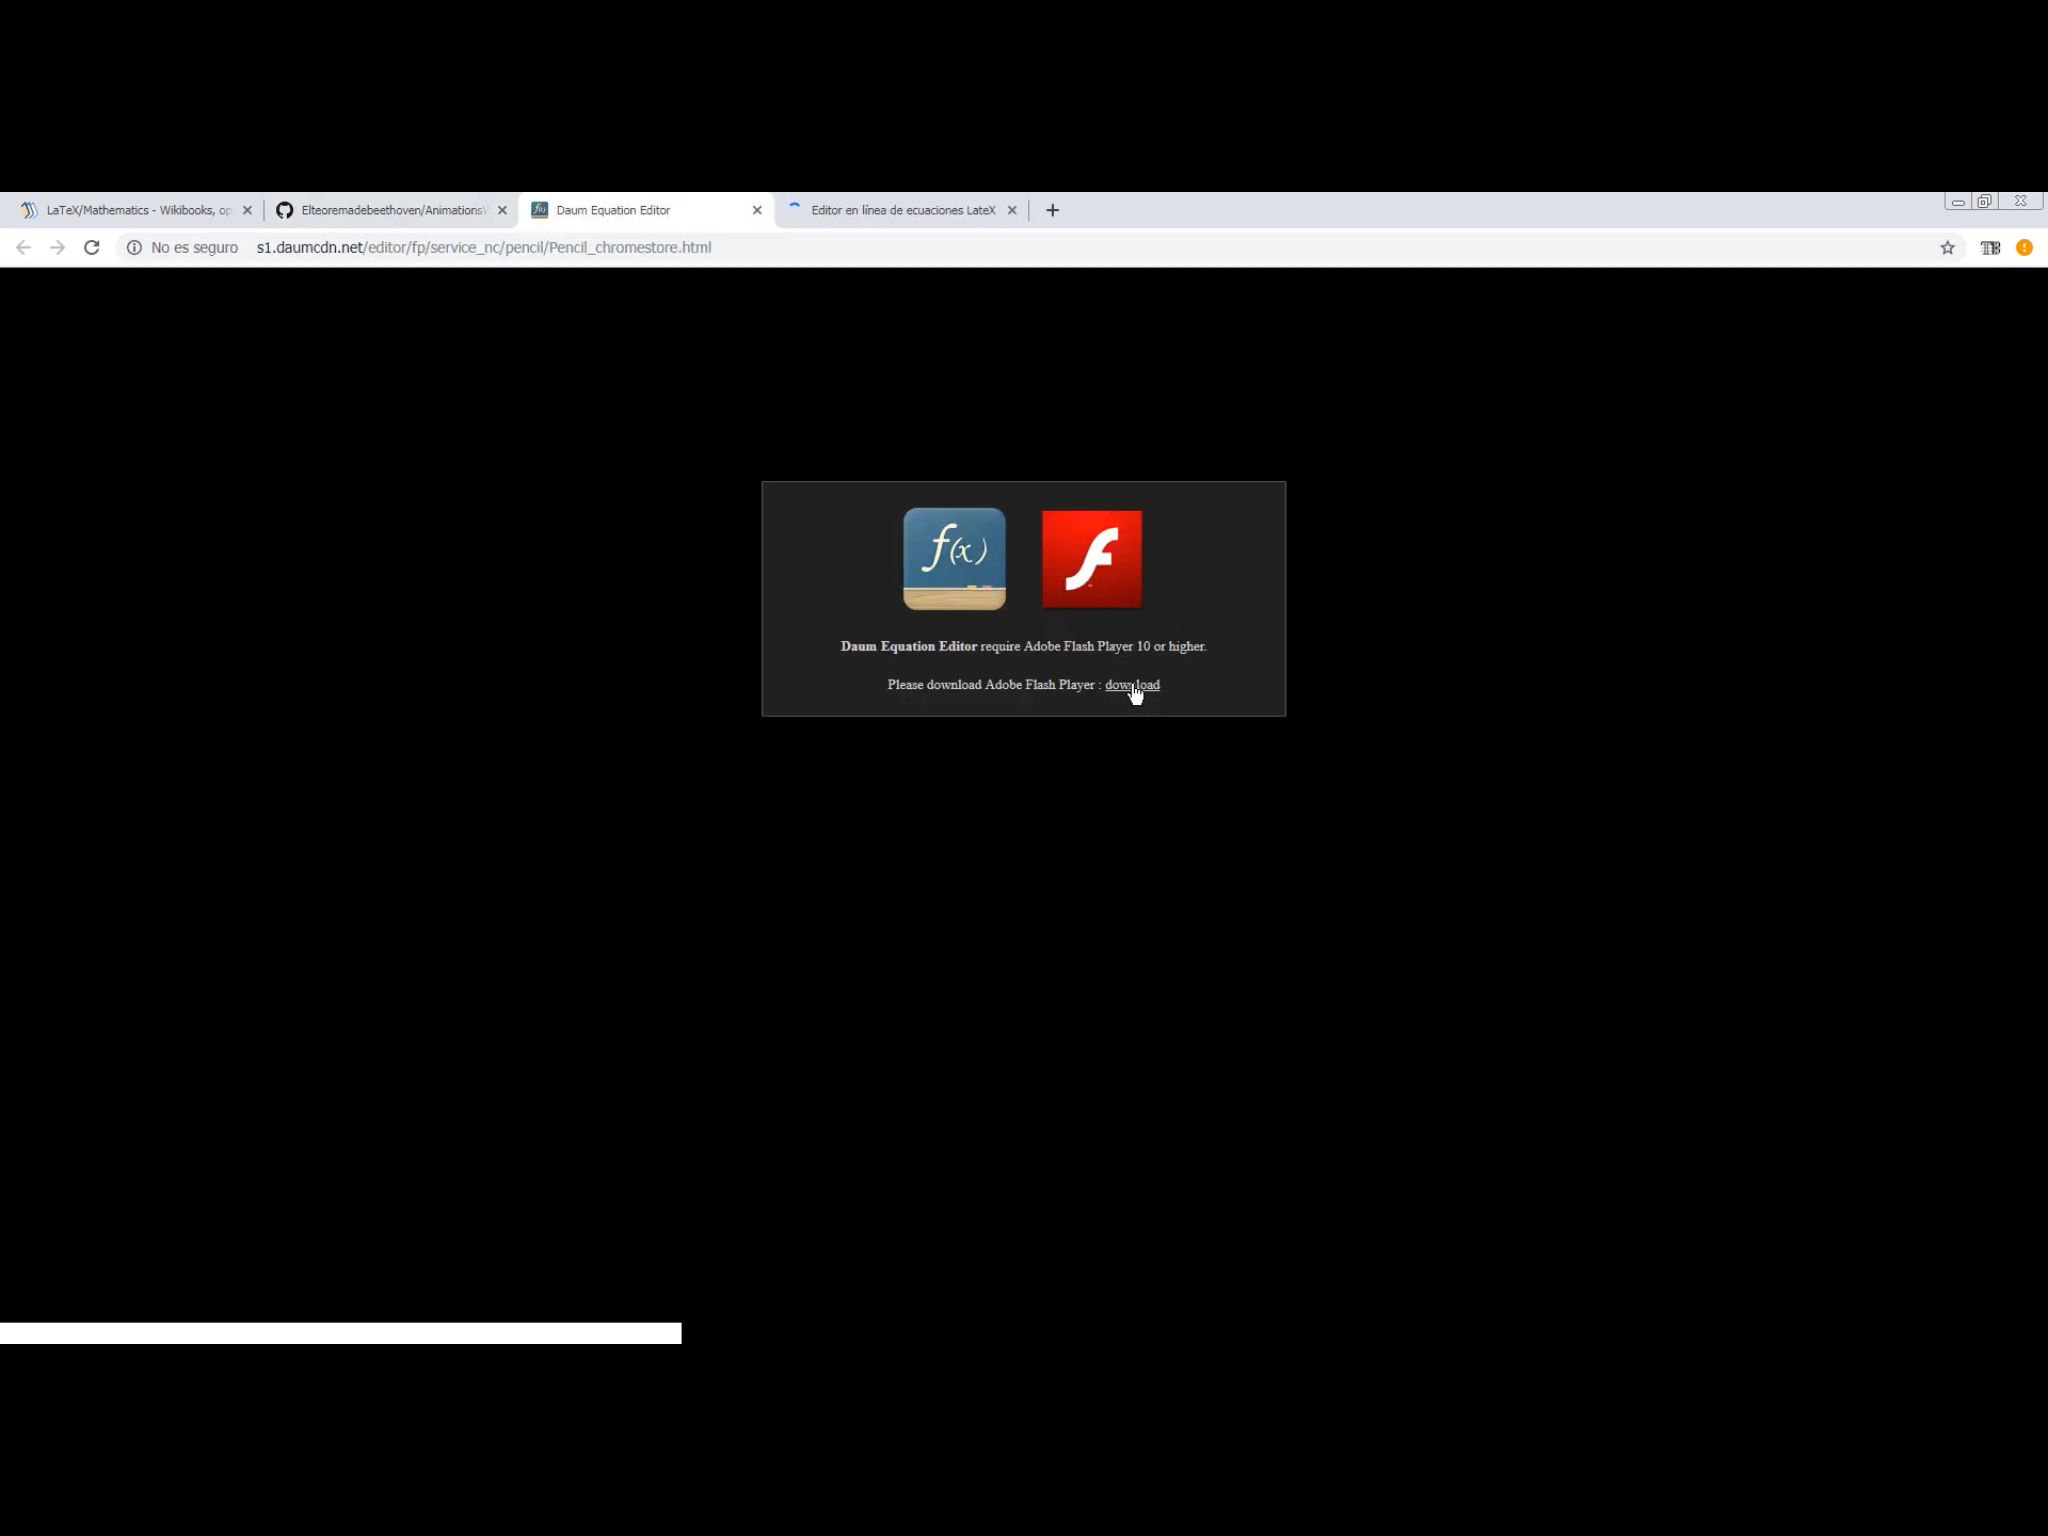 LaTeX/Mathematics - Wikibooks, op
Elteoremadebeethoven/AnimationsW
Daum Equation Editor
Editor en línea de ecuaciones LateX
No es seguro
s1.daumcdn.net/editor/fp/service_nc/pencil/Pencil_chromestore.html
f(x)
Daum Equation Editor require Adobe Flash Player 10 or higher.
Please download Adobe Flash Player : download